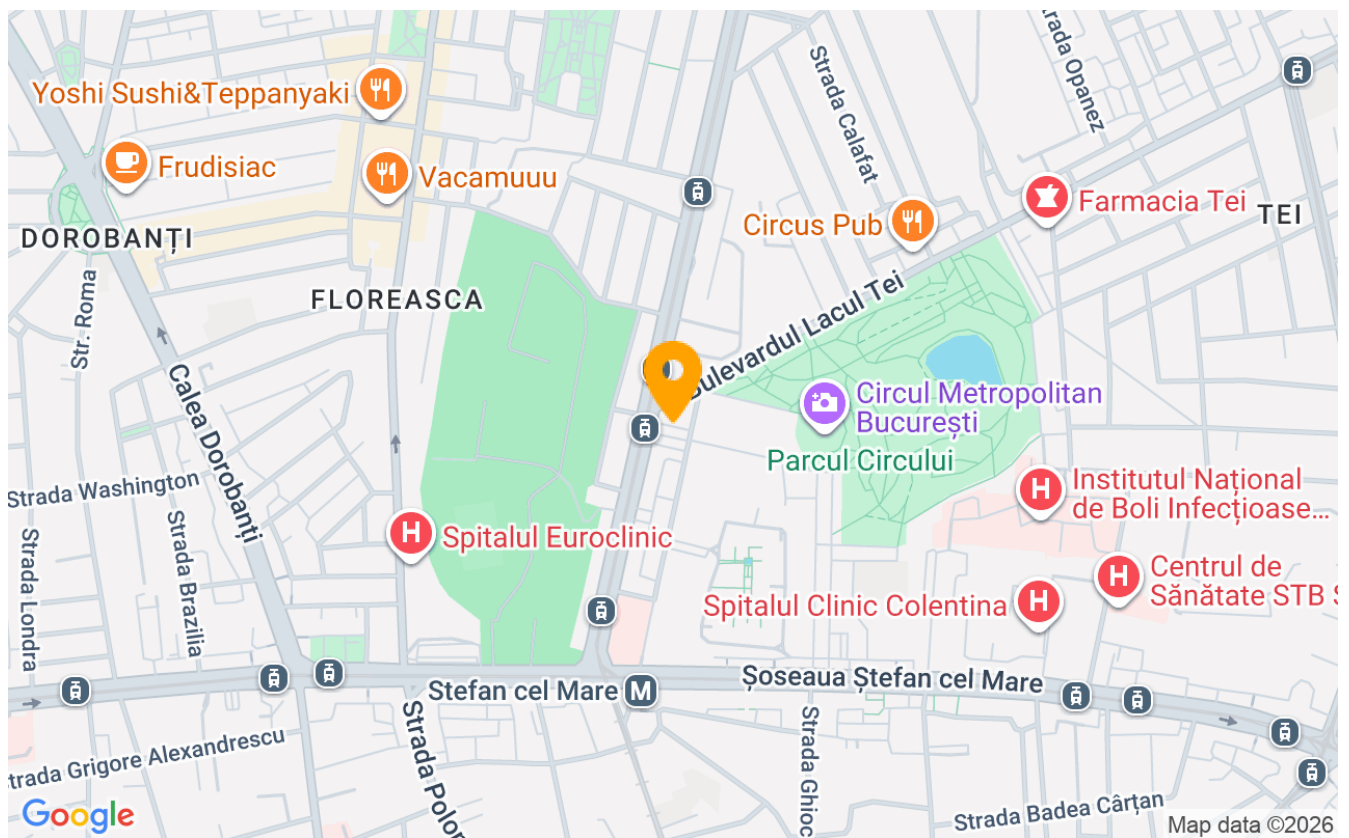 Strada Opanez
Strada Calafat
Yoshi Sushi&Teppanyaki
Frudisiac
Vacamuuu
Farmacia Tei
TEI
Circus Pub
DOROBANȚI
Str. Roma
FLOREASCA
Bulevardul Lacul Tei
Calea Dorobanți
Circul Metropolitan
București
Parcul Circului
Strada Washington
Institutul Național
de Boli Infecțioase...
H
H
Spitalul Euroclinic
Strada Londra
Strada Brazilia
Centrul de
Sănătate STB S
H
Spitalul Clinic Colentina
H
Șoseaua Ștefan cel Mare
Ștefan cel Mare
M
Strada Polon
Strada Ghioc
Strada Grigore Alexandrescu
Strada Badea Cârțan
Google
Map data ©2026